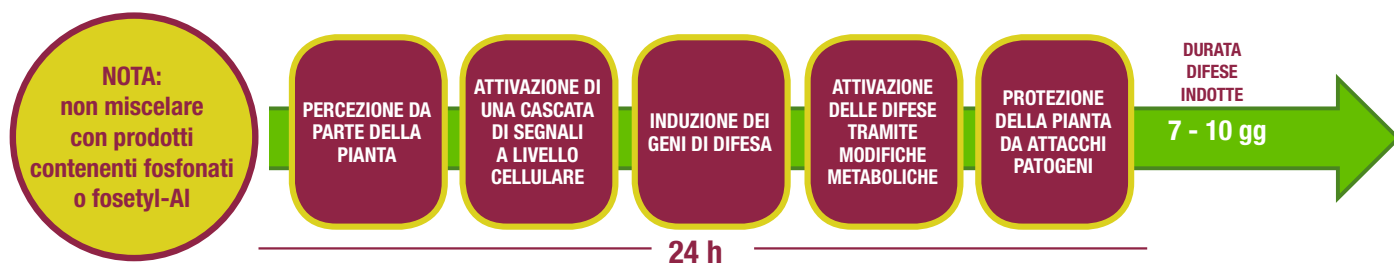 NOTA:
non miscelare
con prodotti
contenenti fosfonati
o fosetyl-Al
PERCEZIONE DA
PARTE DELLA
PIANTA
ATTIVAZIONE DI
UNA CASCATA
DI SEGNALI
A LIVELLO
CELLULARE
INDUZIONE DEI
GENI DI DIFESA
ATTIVAZIONE
DELLE DIFESE
TRAMITE
MODIFICHE
METABOLICHE
PROTEZIONE
DELLA PIANTA
DA ATTACCHI
PATOGENI
DURATA
DIFESE
INDOTTE
7 - 10 gg
24 h